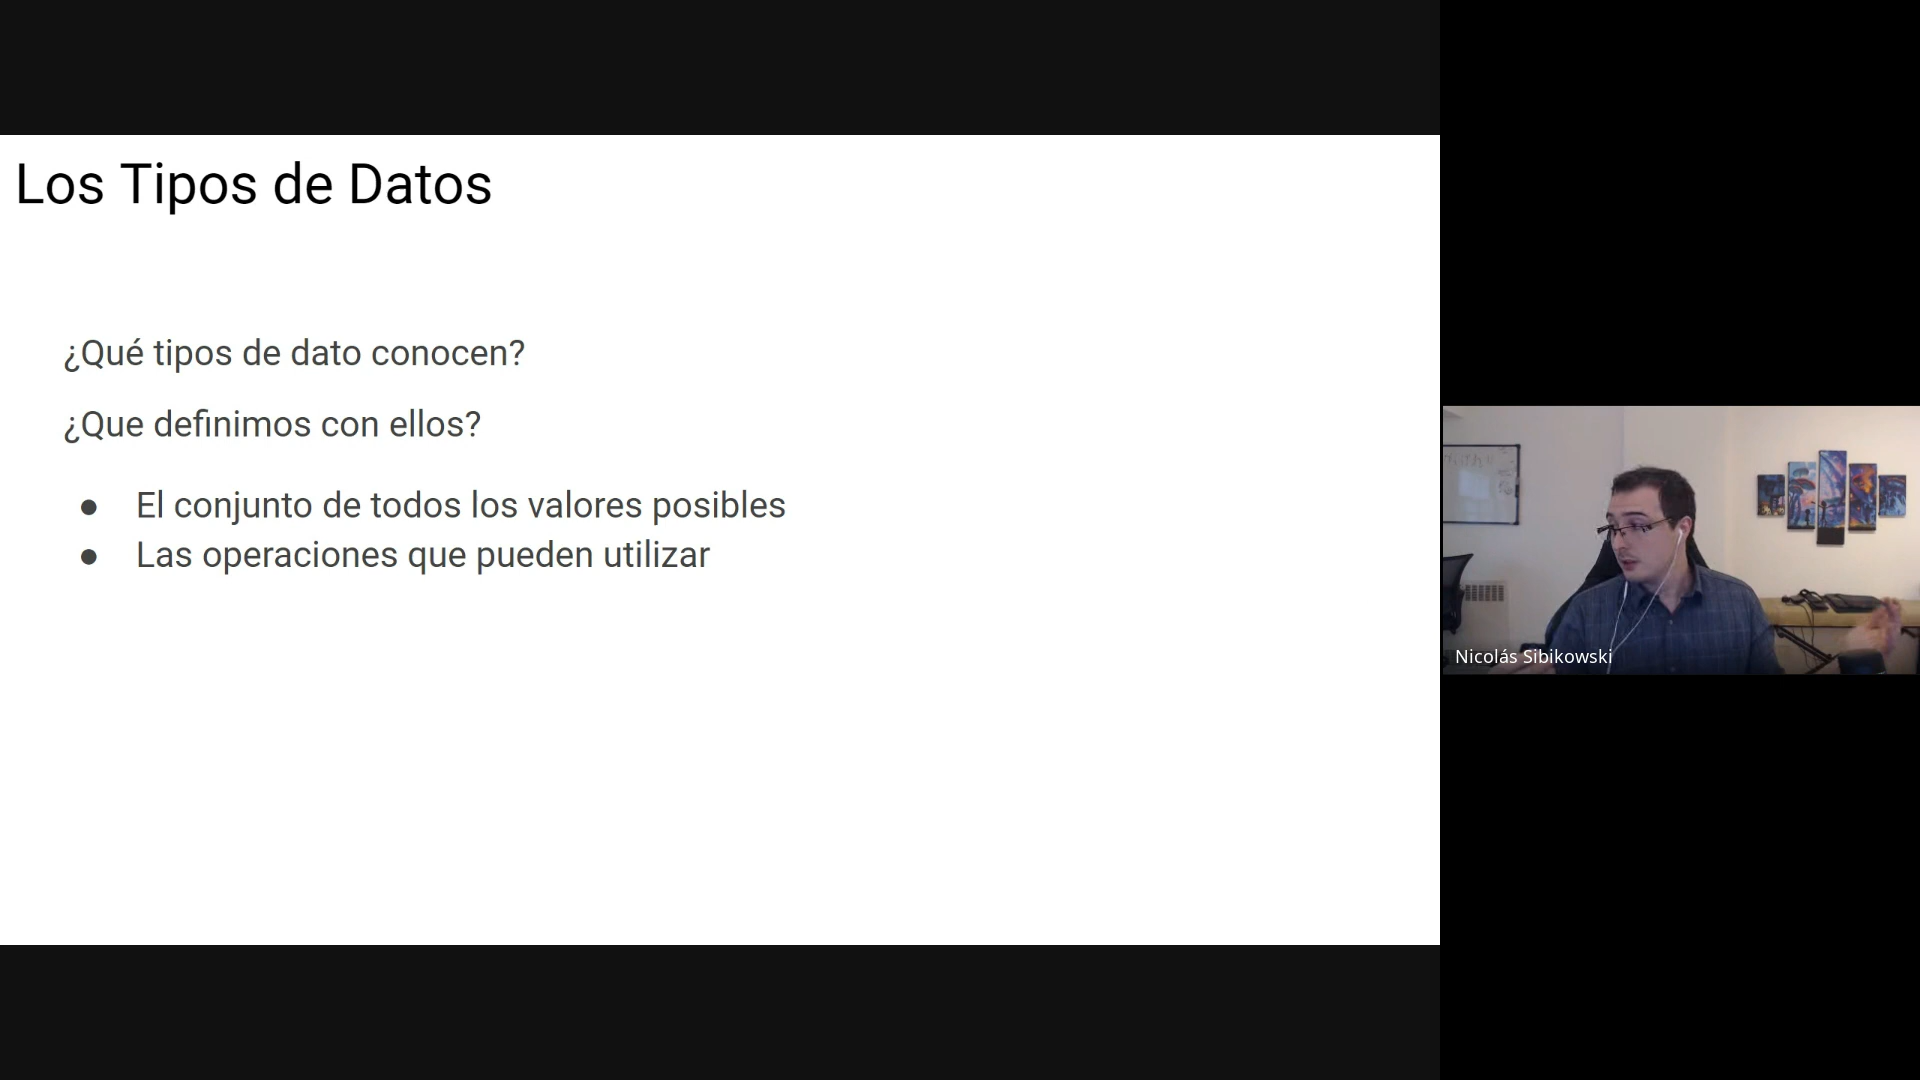 Los Tipos de Datos
¿Qué tipos de dato conocen?
¿Que definimos con ellos?
● El conjunto de todos los valores posibles
● Las operaciones que pueden utilizar
Nicolás Sibikowski